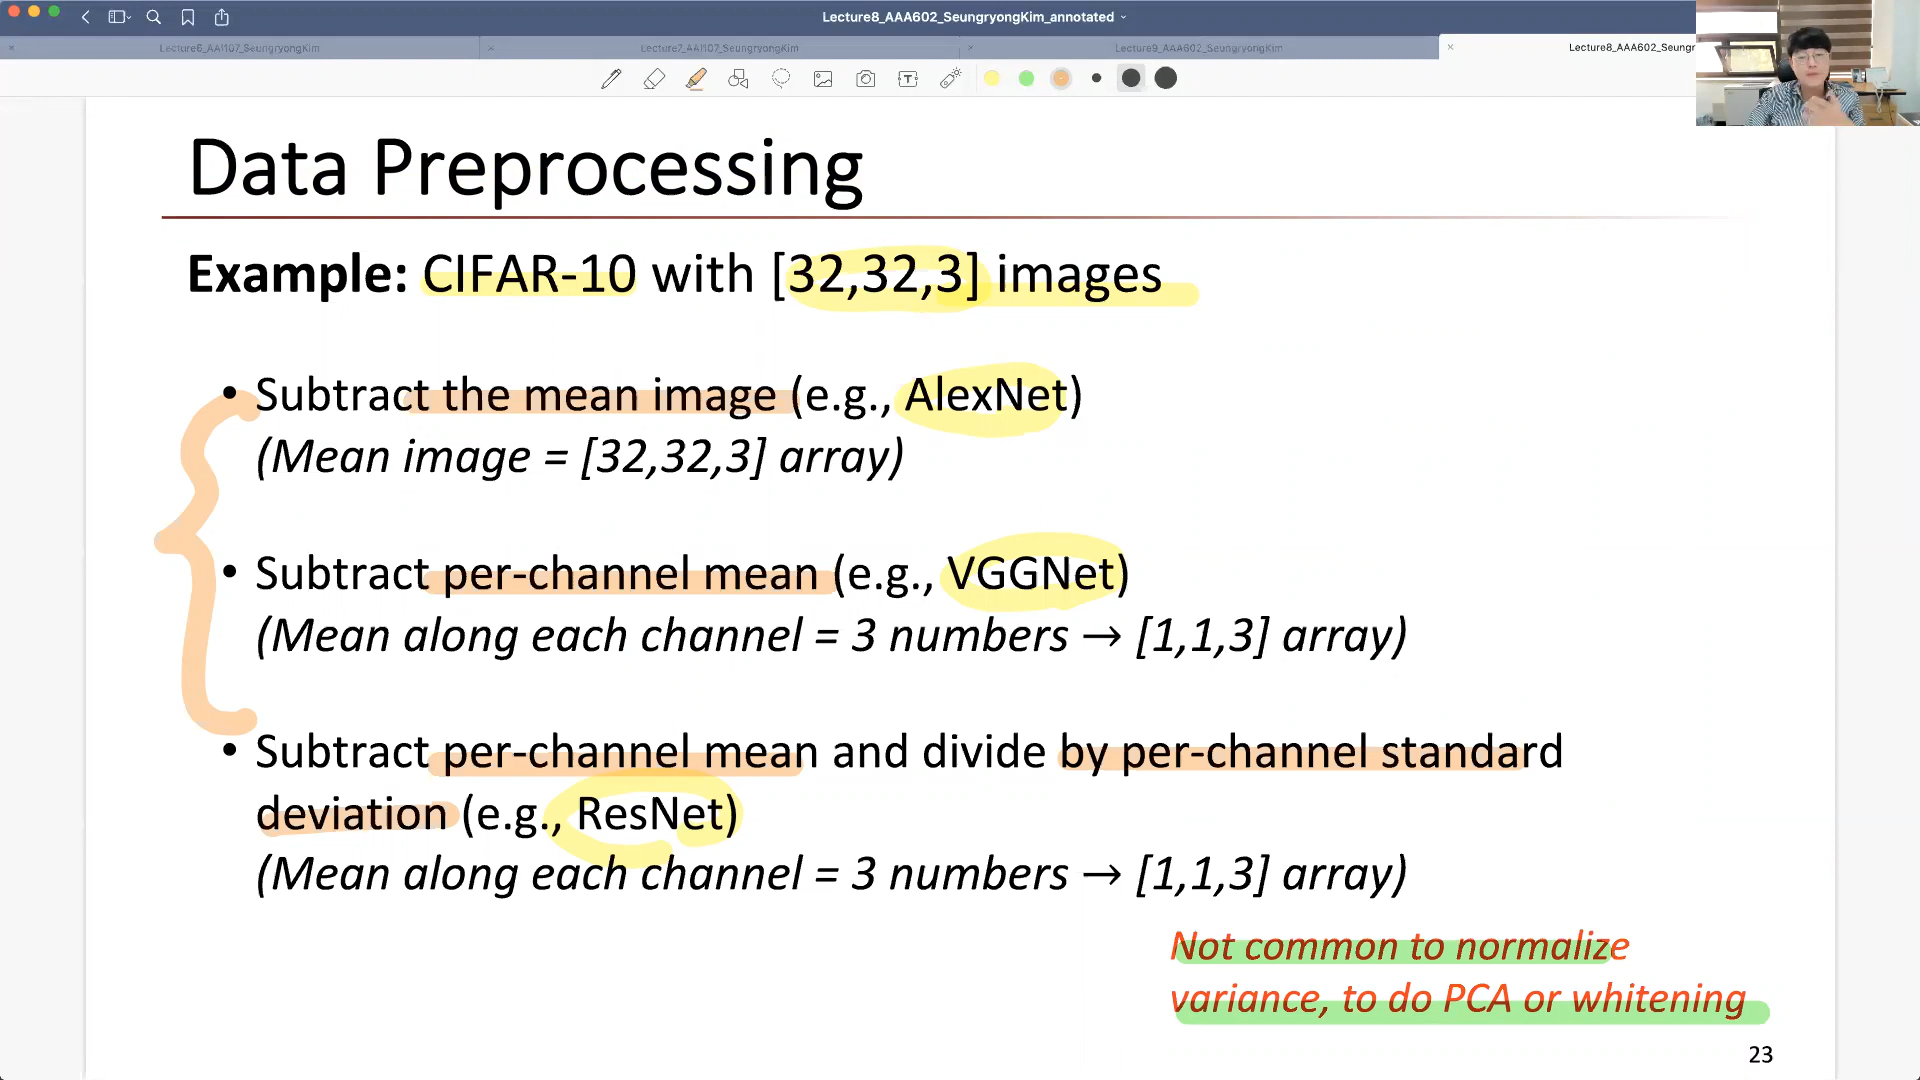 Lecture8_AAA602_SeungryongKim_annotated
Lecture6_AAI107_SeungryongKim
Lecture7_AAI107_SeungryongKim
Lecture9_AAA602_SeungryongKim
Lecture8_AAA602_Seungr
Data Preprocessing
Example: CIFAR-10 with [32,32,3] images
• Subtract the mean image (e.g., AlexNet)
(Mean image = [32,32,3] array)
• Subtract per-channel mean (e.g., VGGNet)
(Mean along each channel = 3 numbers → [1,1,3] array)
• Subtract per-channel mean and divide by per-channel standard
deviation (e.g., ResNet)
(Mean along each channel = 3 numbers → [1,1,3] array)
Not common to normalize
variance, to do PCA or whitening
23